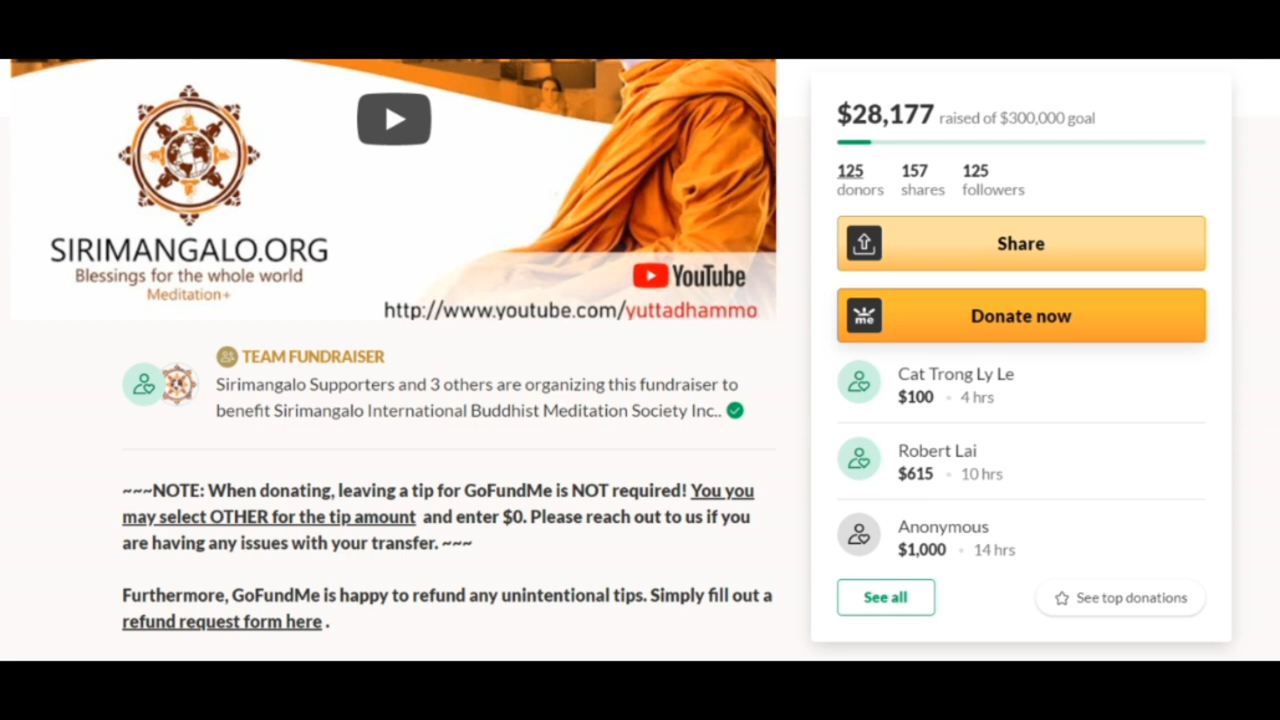 SIRIMANGALO.ORG
Blessings for the whole world
Meditation+
YouTube
http://www.youtube.com/yuttadhammo
TEAM FUNDRAISER
Sirimangalo Supporters and 3 others are organizing this fundraiser to
benefit Sirimangalo International Buddhist Meditation Society Inc..
~~~NOTE: When donating, leaving a tip for GoFundMe is NOT required! You you
may select OTHER for the tip amount and enter $0. Please reach out to us if you
are having any issues with your transfer. ~~~
Furthermore, GoFundMe is happy to refund any unintentional tips. Simply fill out a
refund request form here .
$28,177 raised of $300,000 goal
125 157 125
donors shares followers
Share
me Donate now
Cat Trong Ly Le
$100 • 4 hrs
Robert Lai
$615 • 10 hrs
Anonymous
$1,000 • 14 hrs
See all
See top donations